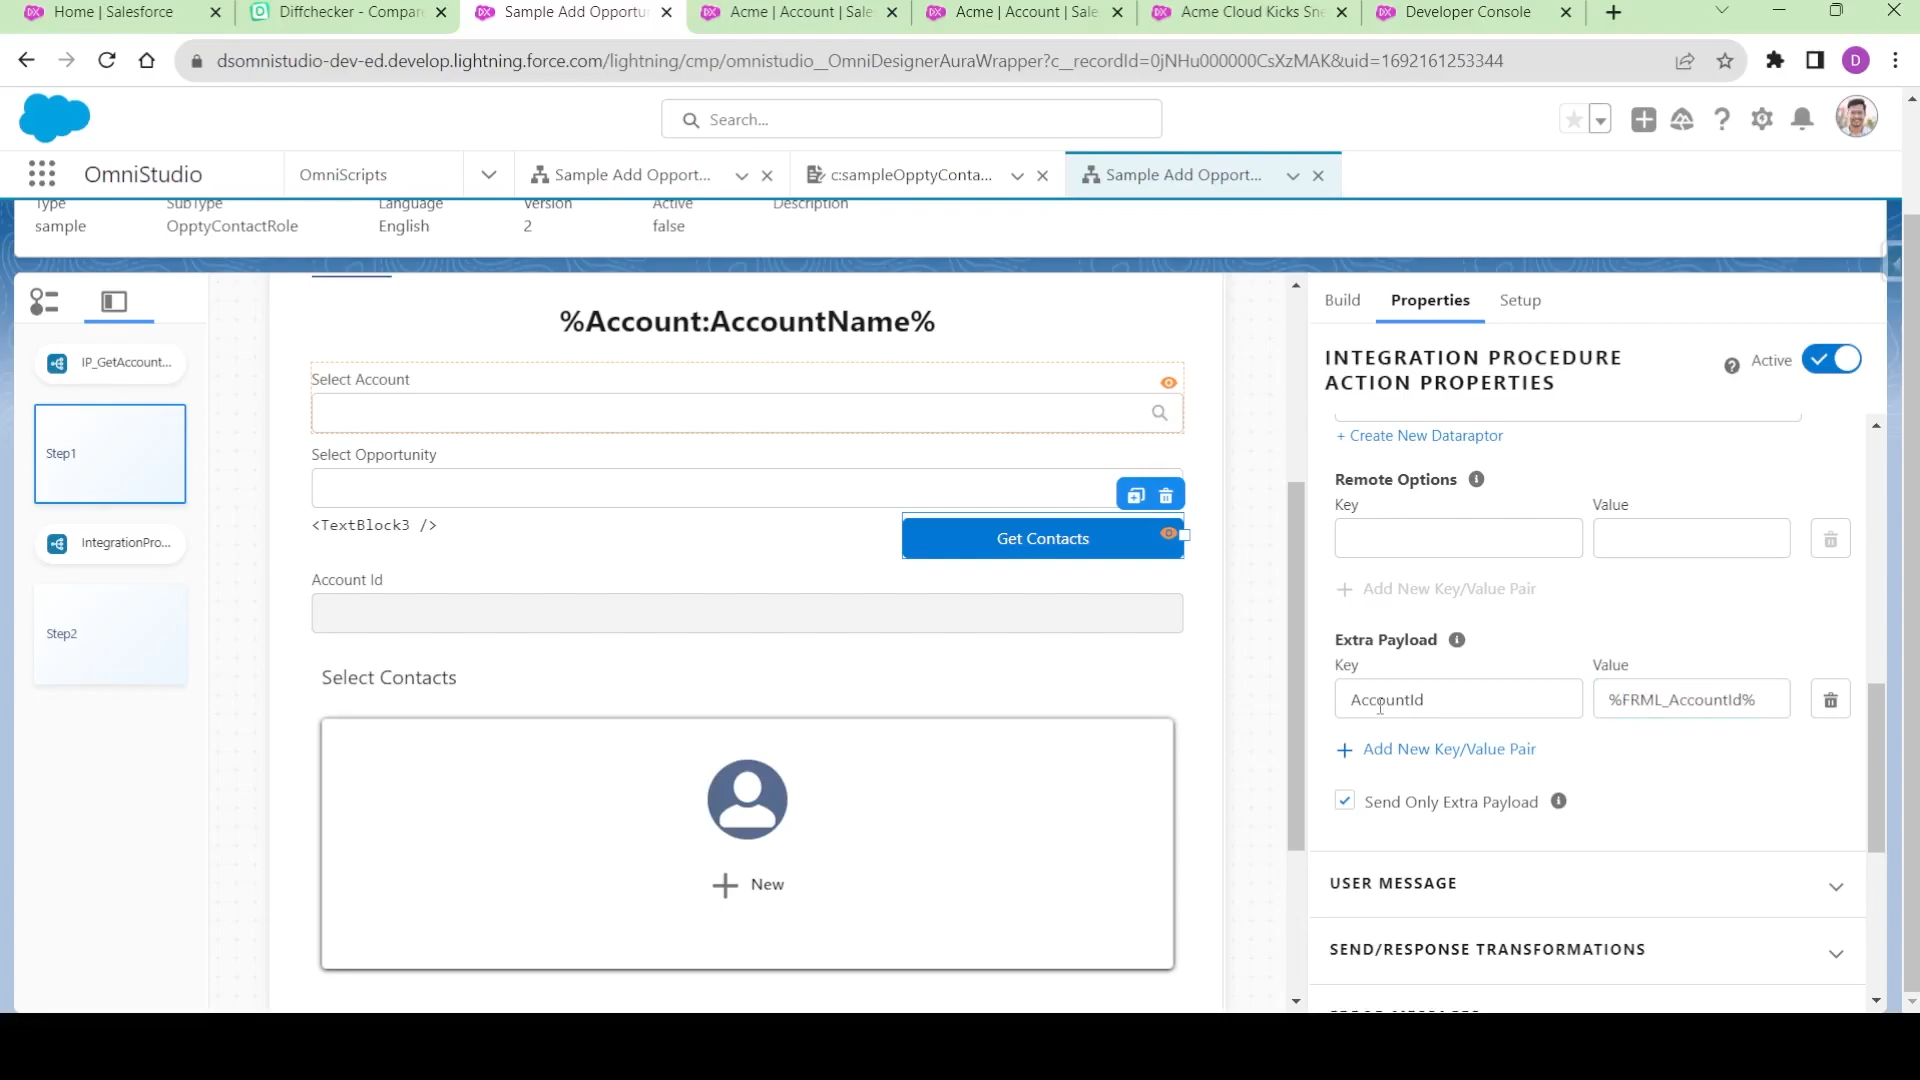 Home | Salesforce
Diffchecker - Compar
Sample Add Opportu
Acme | Account | Sale
Acme | Account | Sale
Acme Cloud Kicks Sne
Developer Console
dsomnistudio-dev-ed.develop.lightning.force.com/lightning/cmp/omnistudio__OmniDesignerAuraWrapper?c__recordId=0jNHu000000CsXzMAK&uid=1692161253344
D
Search...
OmniStudio
OmniScripts
Sample Add Opport...
c:sampleOpptyConta...
Sample Add Opport...
Type
SubType
Language
Version
Active
Description
sample
OpptyContactRole
English
2
false
IP_GetAccount...
Step1
IntegrationPro...
Step2
%Account:AccountName%
Select Account
Select Opportunity
<TextBlock3 />
Get Contacts
Account Id
Select Contacts
New
Build
Properties
Setup
INTEGRATION PROCEDURE
ACTION PROPERTIES
Active
+ Create New Dataraptor
Remote Options
Key
Value
Add New Key/Value Pair
Extra Payload
Key
Value
AccountId
%FRML_AccountId%
Add New Key/Value Pair
Send Only Extra Payload
USER MESSAGE
SEND/RESPONSE TRANSFORMATIONS